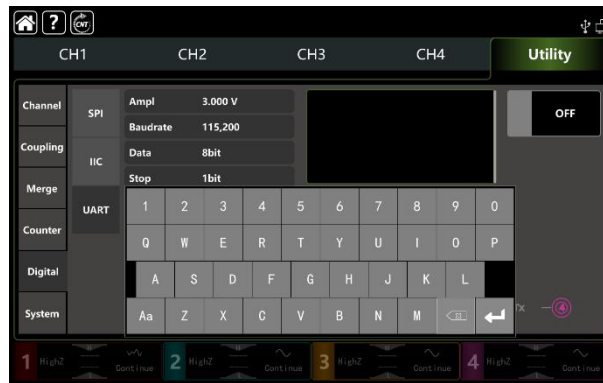 ? CNT
CH1 CH2 CH3 CH4 Utility
Channel
Coupling
Merge
Counter
Digital
System
SPI
IIC
UART
Ampl 3.000 V
Baudrate 115,200
Data 8bit
Stop 1bit
OFF
1 2 3 4 5 6 7 8 9 0
Q W E R T Y U I O P
A S D F G H J K L
Aa Z X C V B N M
4
1 HighZ Continue 2 HighZ Continue 3 HighZ Continue 4 HighZ Continue